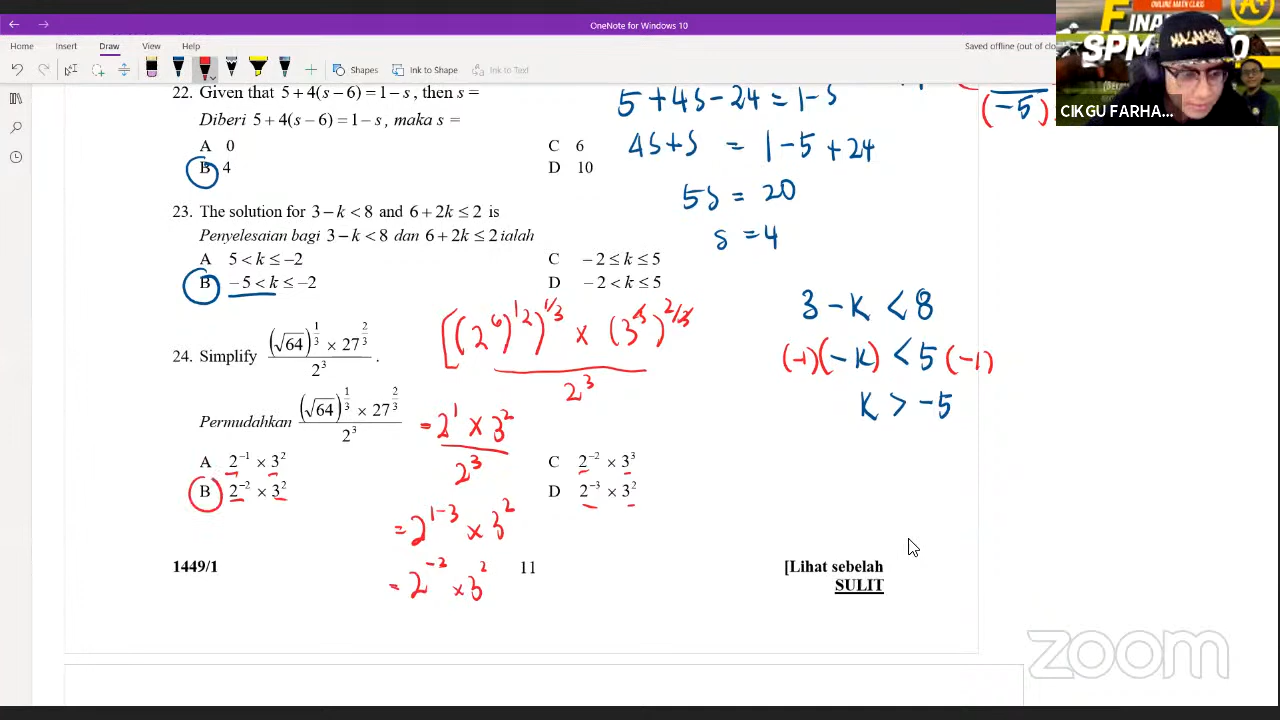 OneNote for Windows 10
Home Insert Draw View Help
Saved offline (out of
Shapes Ink to Shape Ink to Text
ONLINE MATH CLASS
A+
SPM
MALAYSIA
CIKGU FARHA...
22. Given that 5 + 4(s − 6) = 1 − s, then s =
Diberi 5 + 4(s − 6) = 1 − s, maka s =
A 0
C 6
B 4
D 10
5 + 4s − 24 = 1 − s
4s + s = 1 − 5 + 24
5s = 20
s = 4
(−5)
23. The solution for 3 − k < 8 and 6 + 2k ≤ 2 is
Penyelesaian bagi 3 − k < 8 dan 6 + 2k ≤ 2 ialah
A 5 < k ≤ −2
C −2 ≤ k ≤ 5
B −5 < k ≤ −2
D −2 < k ≤ 5
3 − k < 8
(−1)(−k) < 5 (−1)
k > −5
24. Simplify (√64)^(1/3) × 27^(2/3) / 2^3 .
Permudahkan (√64)^(1/3) × 27^(2/3) / 2^3
A 2^−1 × 3^2
C 2^−2 × 3^3
B 2^−2 × 3^2
D 2^−3 × 3^2
[((2^6)^1/2)^1/3 × (3^3)^2/3
2^3
= 2^1 × 3^2
2^3
= 2^1−3 × 3^2
= 2^−2 × 3^2
1449/1
11
[Lihat sebelah
SULIT
zoom